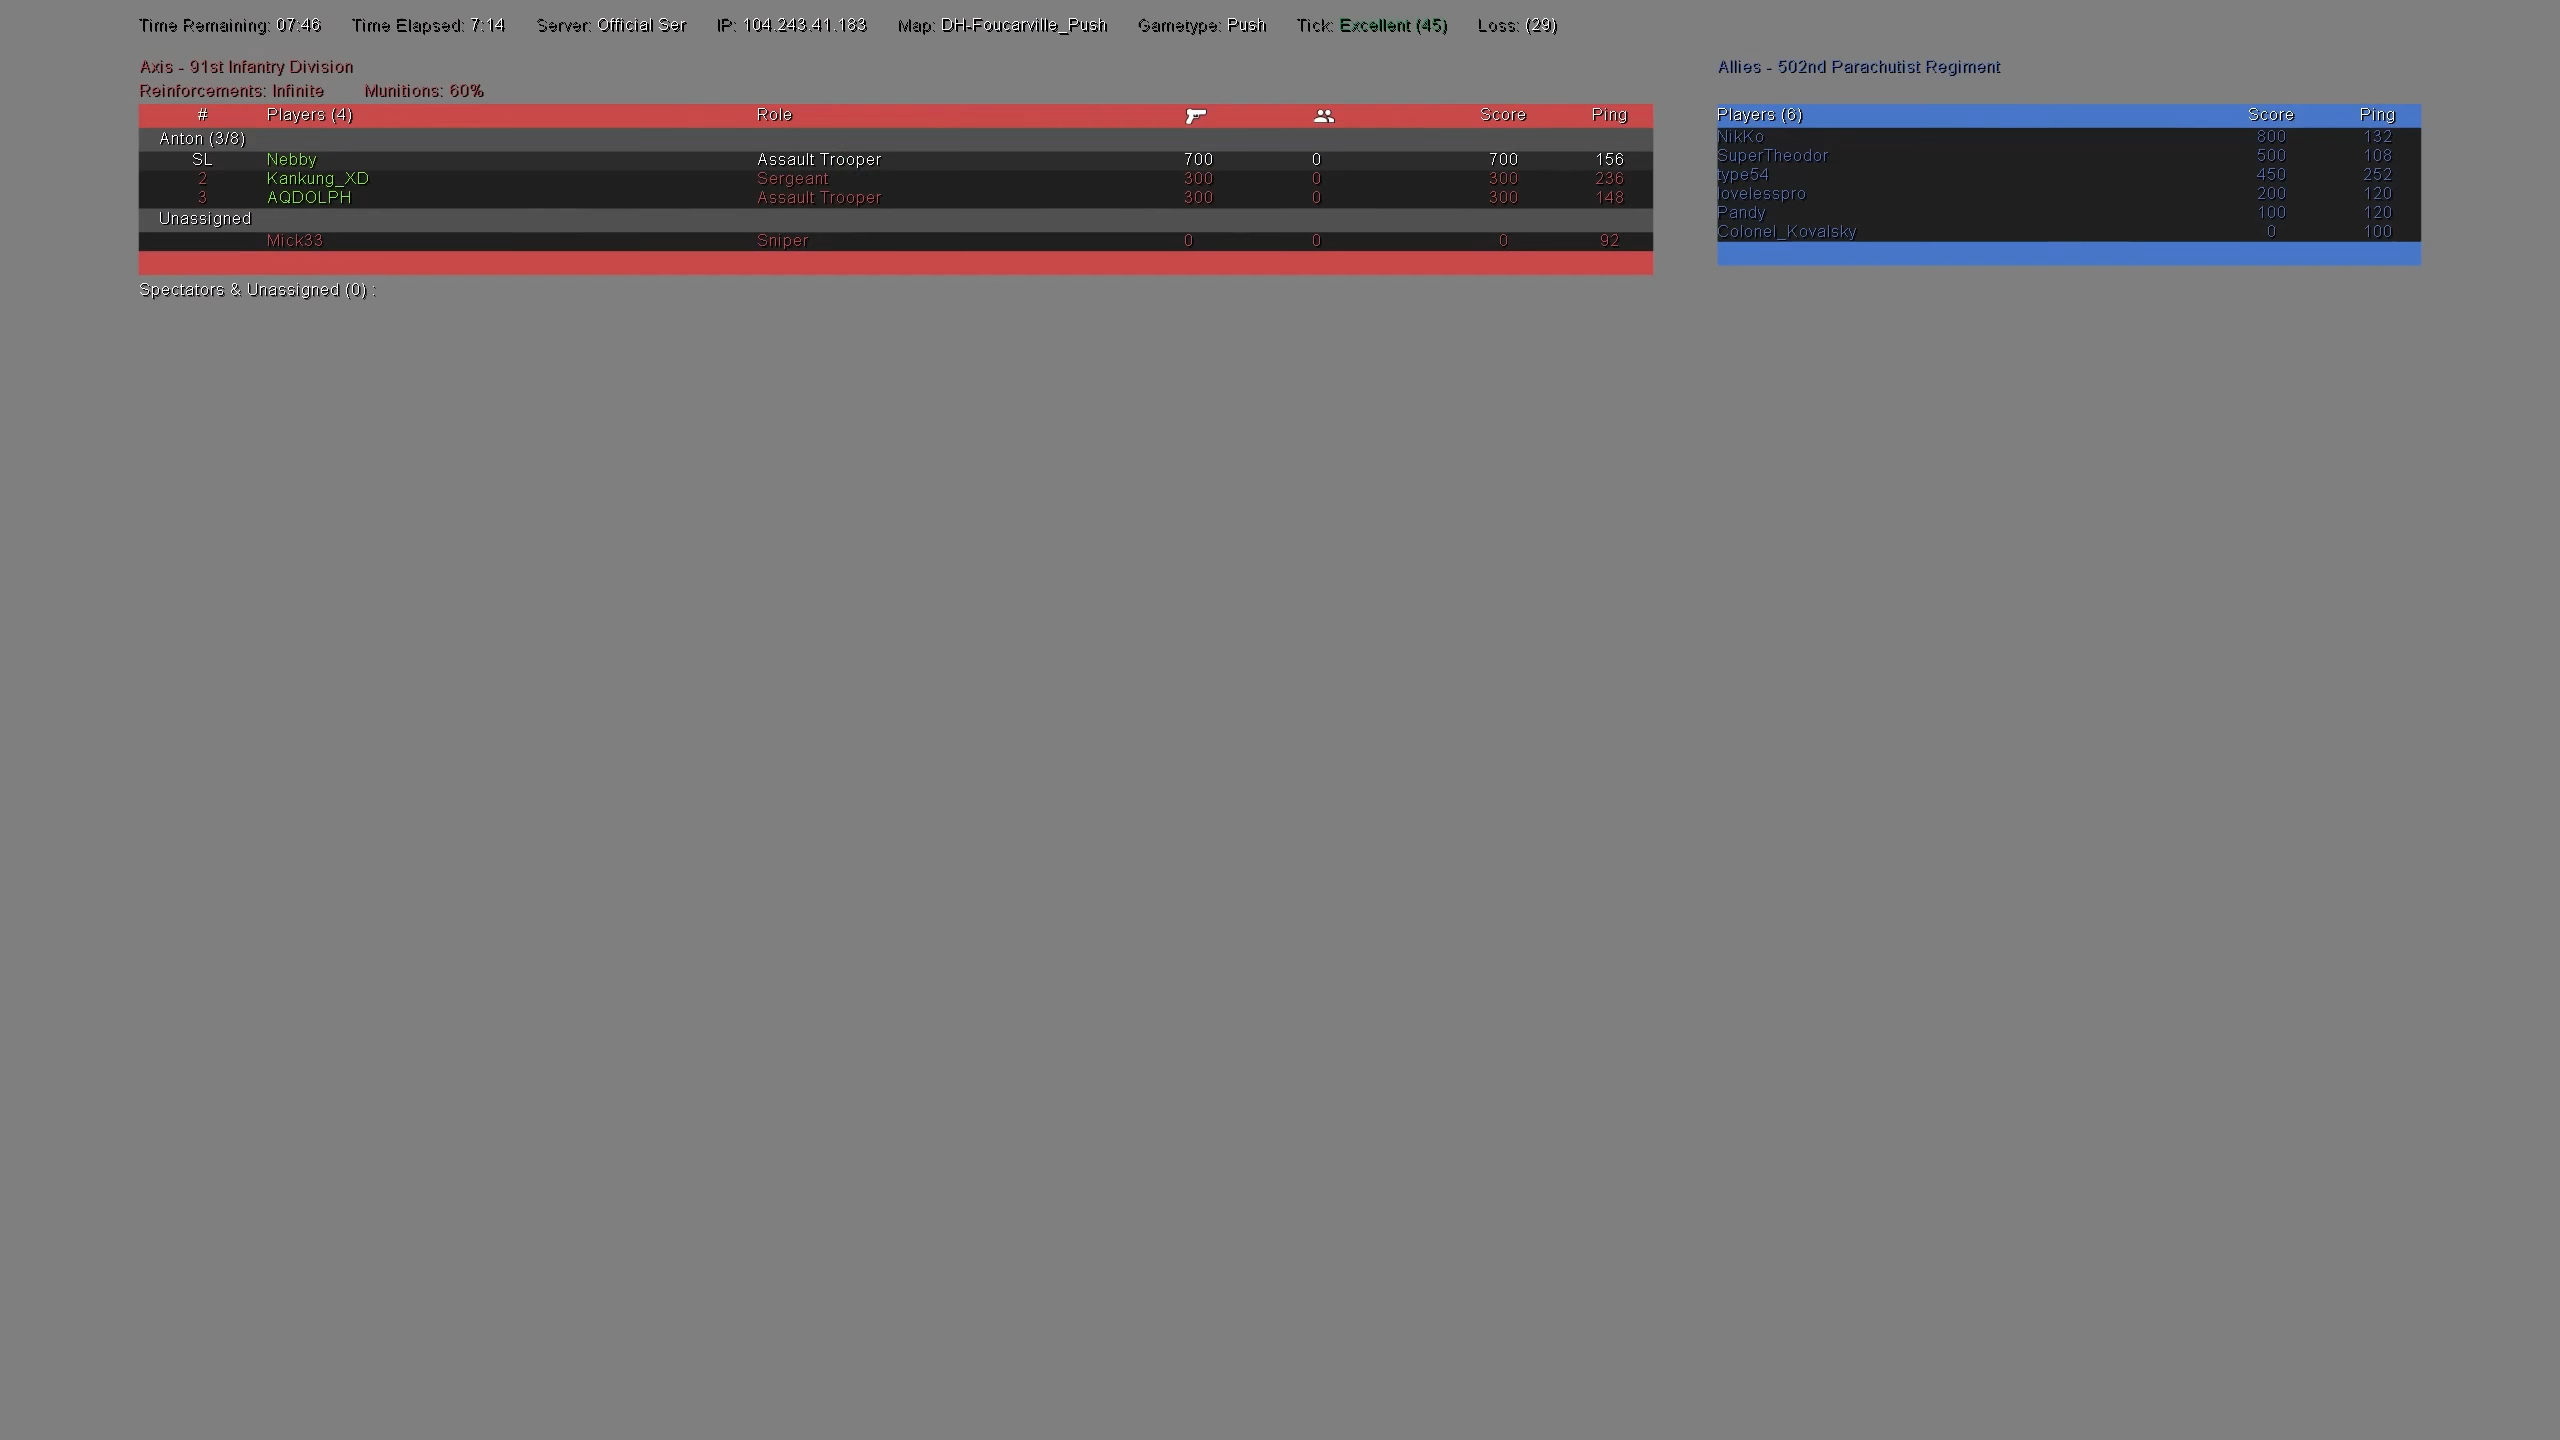 Time Remaining: 07:46 Time Elapsed: 7:14 Server: Official Ser IP: 104.243.41.183 Map: DH-Foucarville_Push Gametype: Push Tick: Excellent (45) Loss: (29)
Axis - 91st Infantry Division
Reinforcements: Infinite Munitions: 60%
# Players (4) Role Score Ping
Anton (3/8)
SL Nebby Assault Trooper 700 0 700 156
2 Kankung_XD Sergeant 300 0 300 236
3 AQDOLPH Assault Trooper 300 0 300 148
Unassigned
Mick33 Sniper 0 0 0 92
Spectators & Unassigned (0) :
Allies - 502nd Parachutist Regiment
Players (6) Score Ping
NikKo 800 132
SuperTheodor 500 108
type54 450 252
lovelesspro 200 120
Pandy 100 120
Colonel_Kovalsky 0 100